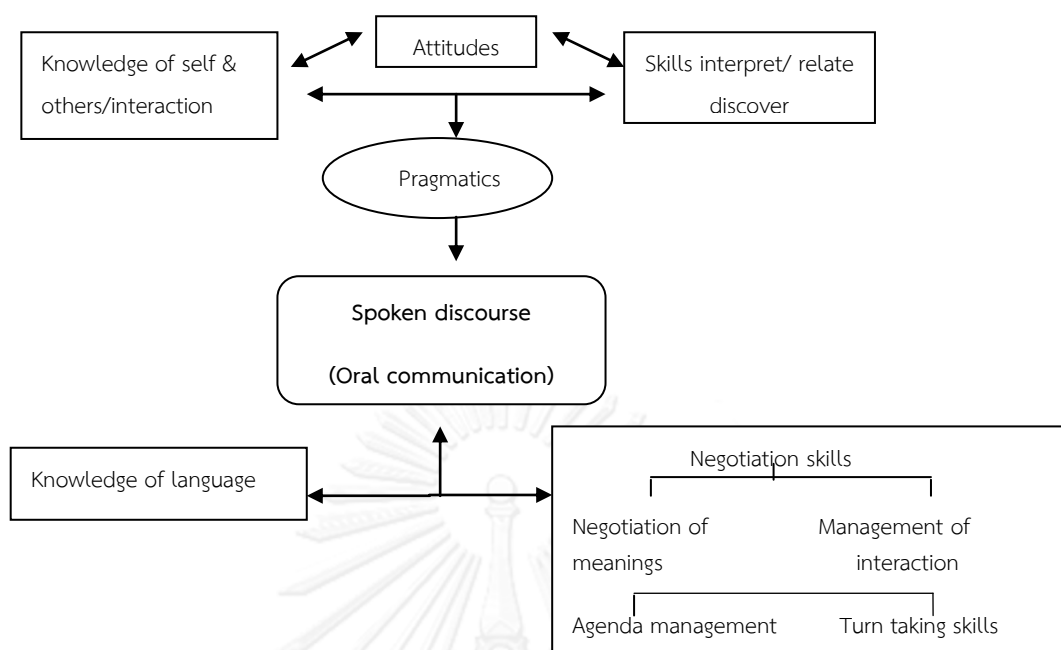 Attitudes
Knowledge of self &
others/interaction
Skills interpret/ relate
discover
Pragmatics
Spoken discourse
(Oral communication)
Knowledge of language
Negotiation skills
Negotiation of
meanings
Management of
interaction
Agenda management
Turn taking skills